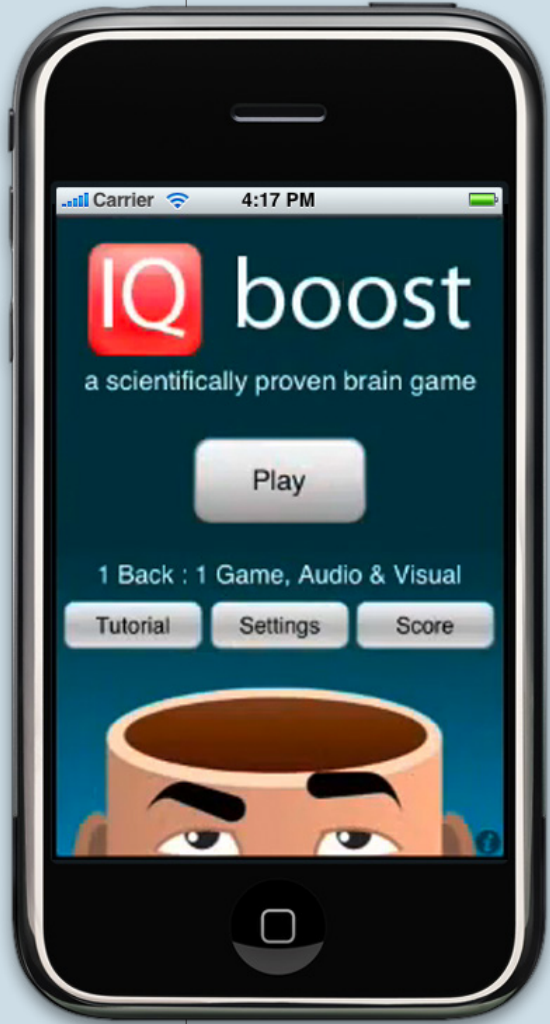 Carrier 4:17 PM
IQ boost
a scientifically proven brain game
Play
1 Back : 1 Game, Audio & Visual
Tutorial Settings Score
i